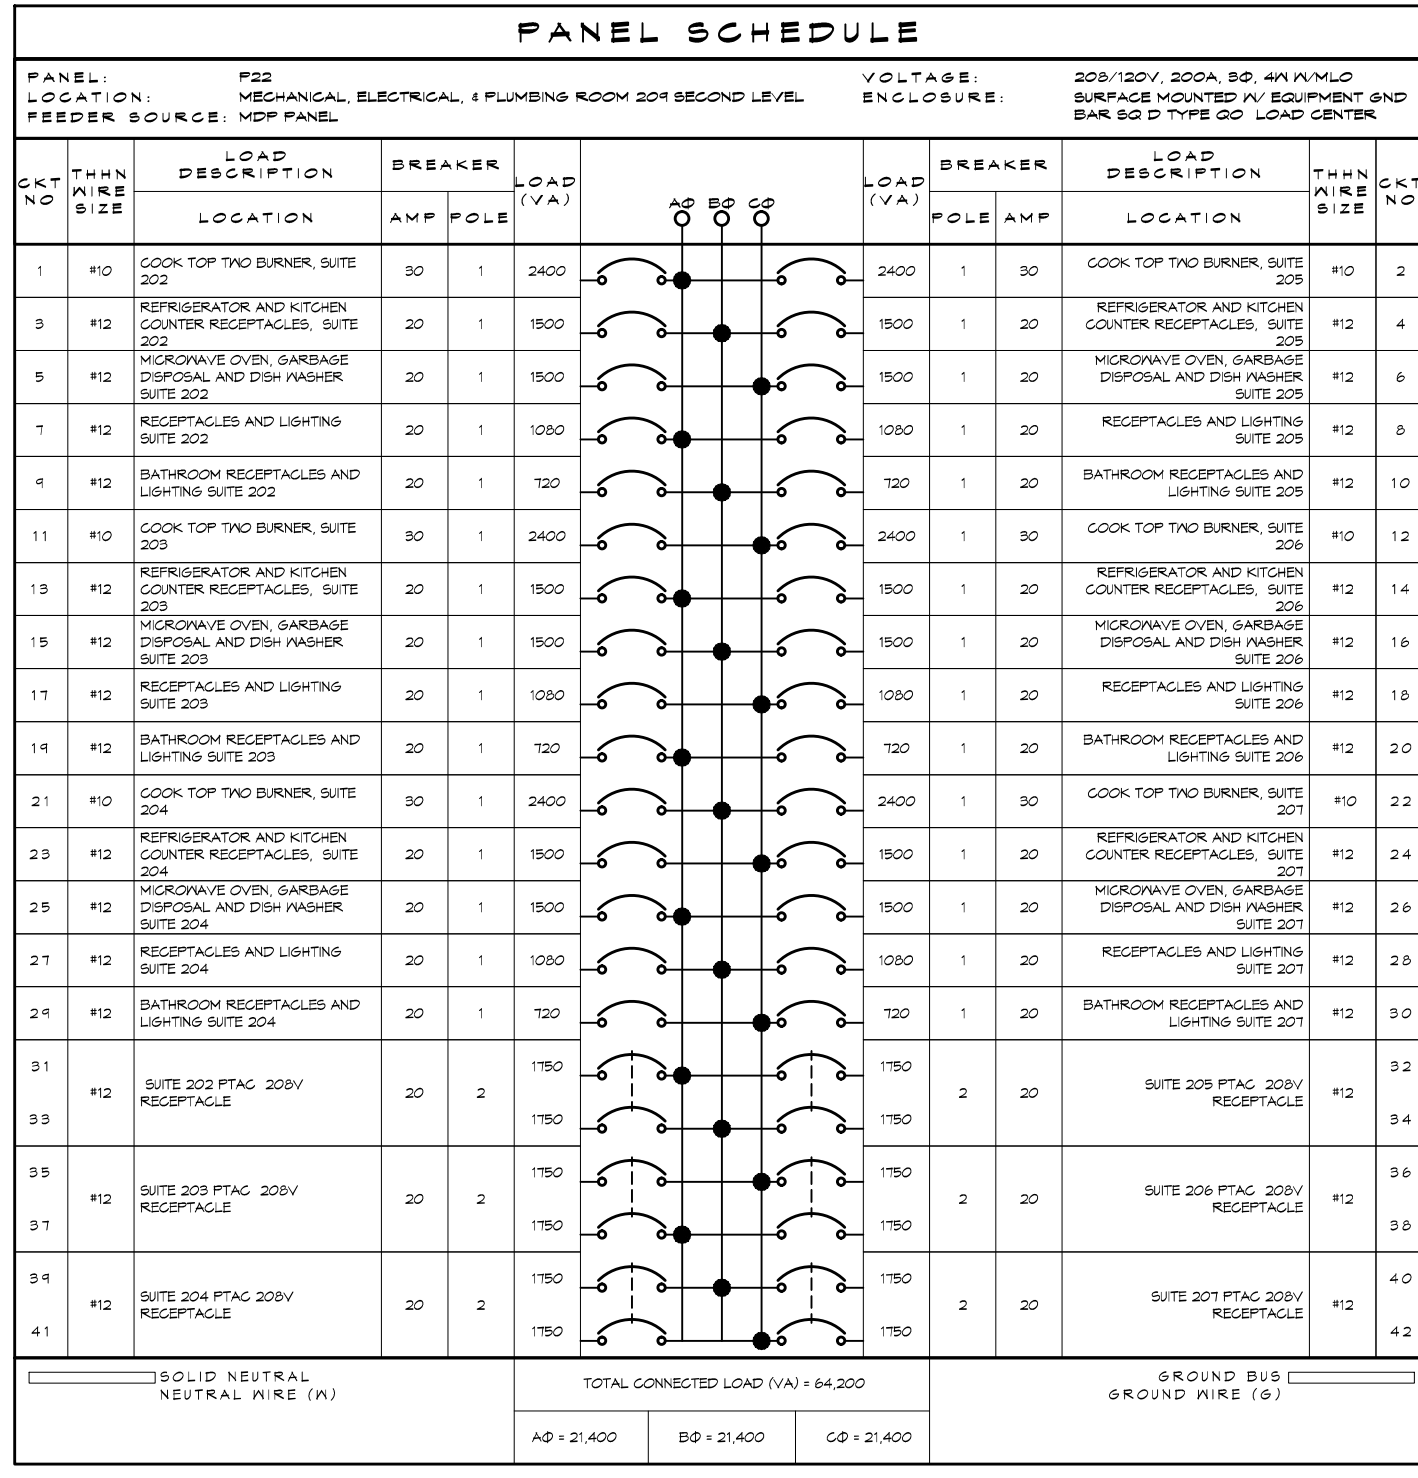 PANEL SCHEDULE
PANEL: P22 VOLTAGE: 208/120V, 200A, 3Φ, 4W W/MLO
LOCATION: MECHANICAL, ELECTRICAL, & PLUMBING ROOM 209 SECOND LEVEL ENCLOSURE: SURFACE MOUNTED W/ EQUIPMENT GND
FEEDER SOURCE: MDP PANEL BAR SQ D TYPE QO LOAD CENTER
CKT NO THHN WIRE SIZE LOAD DESCRIPTION BREAKER LOAD (VA) LOAD (VA) BREAKER LOAD DESCRIPTION THHN WIRE SIZE CKT NO
LOCATION AMP POLE AΦ BΦ CΦ POLE AMP LOCATION
1 #10 COOK TOP TWO BURNER, SUITE 202 30 1 2400 2400 1 30 COOK TOP TWO BURNER, SUITE 205 #10 2
3 #12 REFRIGERATOR AND KITCHEN COUNTER RECEPTACLES, SUITE 202 20 1 1500 1500 1 20 REFRIGERATOR AND KITCHEN COUNTER RECEPTACLES, SUITE 205 #12 4
5 #12 MICROWAVE OVEN, GARBAGE DISPOSAL AND DISH WASHER SUITE 202 20 1 1500 1500 1 20 MICROWAVE OVEN, GARBAGE DISPOSAL AND DISH WASHER SUITE 205 #12 6
7 #12 RECEPTACLES AND LIGHTING SUITE 202 20 1 1080 1080 1 20 RECEPTACLES AND LIGHTING SUITE 205 #12 8
9 #12 BATHROOM RECEPTACLES AND LIGHTING SUITE 202 20 1 720 720 1 20 BATHROOM RECEPTACLES AND LIGHTING SUITE 205 #12 10
11 #10 COOK TOP TWO BURNER, SUITE 203 30 1 2400 2400 1 30 COOK TOP TWO BURNER, SUITE 206 #10 12
13 #12 REFRIGERATOR AND KITCHEN COUNTER RECEPTACLES, SUITE 203 20 1 1500 1500 1 20 REFRIGERATOR AND KITCHEN COUNTER RECEPTACLES, SUITE 206 #12 14
15 #12 MICROWAVE OVEN, GARBAGE DISPOSAL AND DISH WASHER SUITE 203 20 1 1500 1500 1 20 MICROWAVE OVEN, GARBAGE DISPOSAL AND DISH WASHER SUITE 206 #12 16
17 #12 RECEPTACLES AND LIGHTING SUITE 203 20 1 1080 1080 1 20 RECEPTACLES AND LIGHTING SUITE 206 #12 18
19 #12 BATHROOM RECEPTACLES AND LIGHTING SUITE 203 20 1 720 720 1 20 BATHROOM RECEPTACLES AND LIGHTING SUITE 206 #12 20
21 #10 COOK TOP TWO BURNER, SUITE 204 30 1 2400 2400 1 30 COOK TOP TWO BURNER, SUITE 207 #10 22
23 #12 REFRIGERATOR AND KITCHEN COUNTER RECEPTACLES, SUITE 204 20 1 1500 1500 1 20 REFRIGERATOR AND KITCHEN COUNTER RECEPTACLES, SUITE 207 #12 24
25 #12 MICROWAVE OVEN, GARBAGE DISPOSAL AND DISH WASHER SUITE 204 20 1 1500 1500 1 20 MICROWAVE OVEN, GARBAGE DISPOSAL AND DISH WASHER SUITE 207 #12 26
27 #12 RECEPTACLES AND LIGHTING SUITE 204 20 1 1080 1080 1 20 RECEPTACLES AND LIGHTING SUITE 207 #12 28
29 #12 BATHROOM RECEPTACLES AND LIGHTING SUITE 204 20 1 720 720 1 20 BATHROOM RECEPTACLES AND LIGHTING SUITE 207 #12 30
31 1750 1750 32
#12 SUITE 202 PTAC 208V RECEPTACLE 20 2 2 20 SUITE 205 PTAC 208V RECEPTACLE #12
33 1750 1750 34
35 1750 1750 36
#12 SUITE 203 PTAC 208V RECEPTACLE 20 2 2 20 SUITE 206 PTAC 208V RECEPTACLE #12
37 1750 1750 38
39 1750 1750 40
#12 SUITE 204 PTAC 208V RECEPTACLE 20 2 2 20 SUITE 207 PTAC 208V RECEPTACLE #12
41 1750 1750 42
SOLID NEUTRAL TOTAL CONNECTED LOAD (VA) = 64,200 GROUND BUS
NEUTRAL WIRE (W) GROUND WIRE (G)
AΦ = 21,400 BΦ = 21,400 CΦ = 21,400